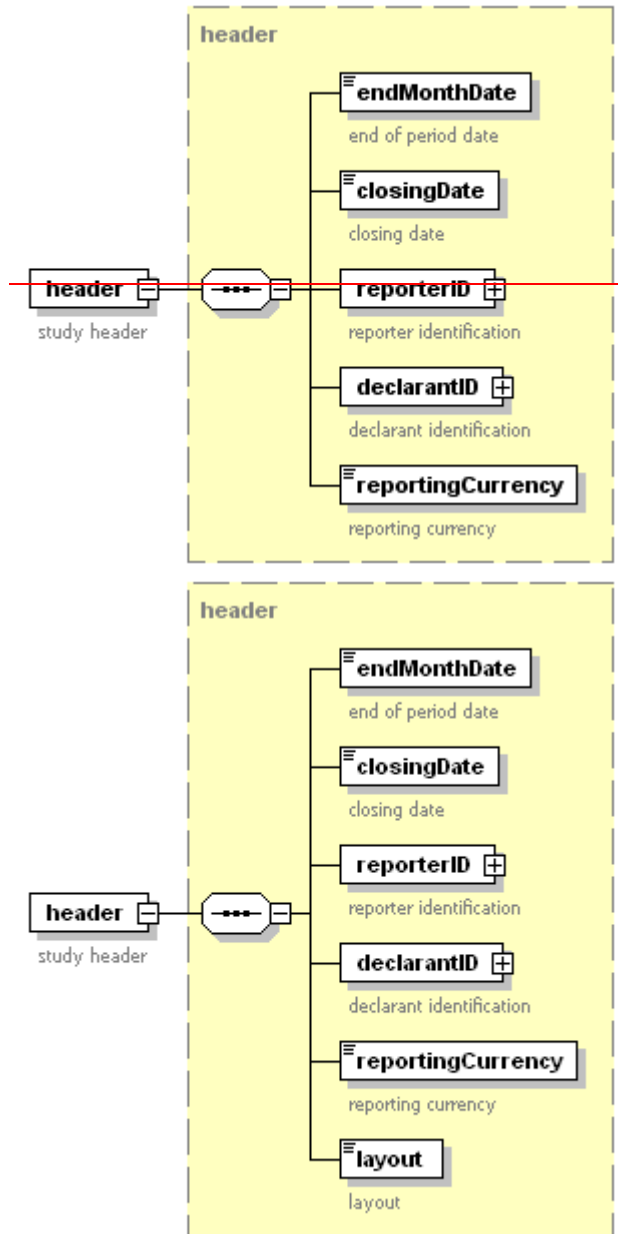 header
endMonthDate
end of period date
closingDate
closing date
header
study header
reporterID
reporter identification
declarantID
declarant identification
reportingCurrency
reporting currency
header
endMonthDate
end of period date
closingDate
closing date
reporterID
reporter identification
header
study header
declarantID
declarant identification
reportingCurrency
reporting currency
layout
layout